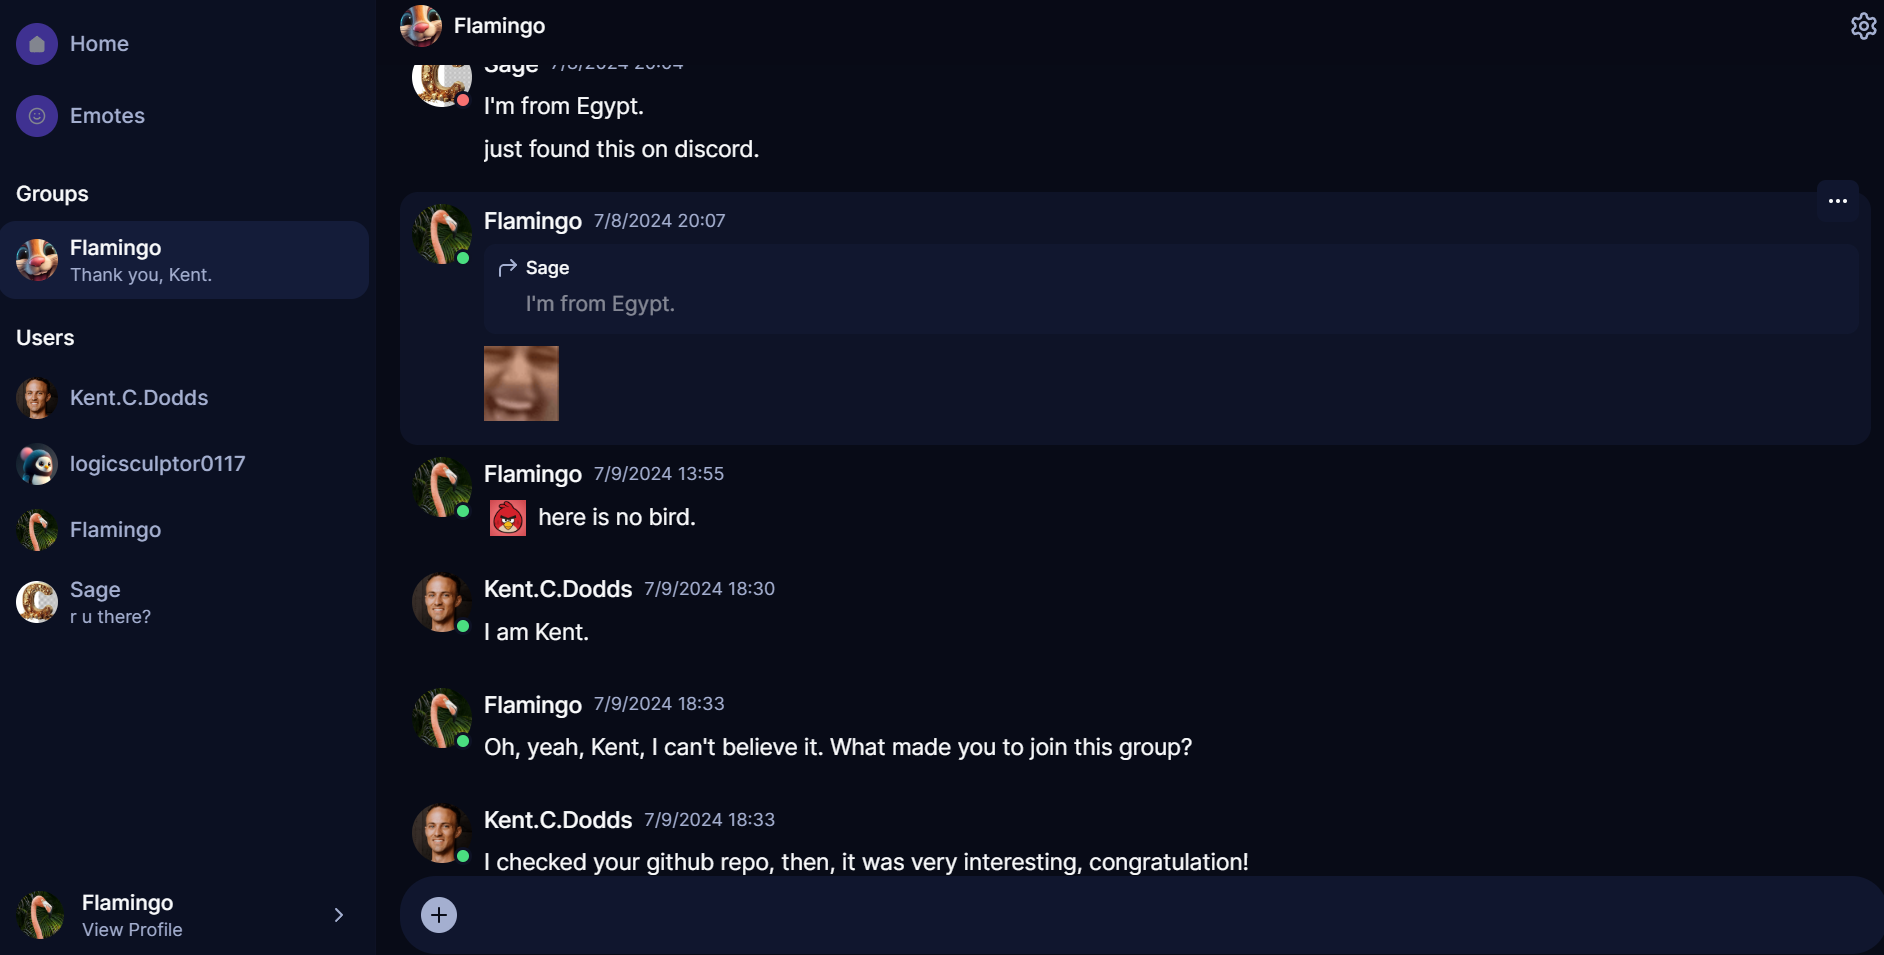 Home
Emotes
Groups
Flamingo
Thank you, Kent.
Users
Kent.C.Dodds
logicsculptor0117
Flamingo
Sage
r u there?
Flamingo
View Profile
Flamingo
Sage
I'm from Egypt.
just found this on discord.
Flamingo 7/8/2024 20:07
Sage
I'm from Egypt.
Flamingo 7/9/2024 13:55
here is no bird.
Kent.C.Dodds 7/9/2024 18:30
I am Kent.
Flamingo 7/9/2024 18:33
Oh, yeah, Kent, I can't believe it. What made you to join this group?
Kent.C.Dodds 7/9/2024 18:33
I checked your github repo, then, it was very interesting, congratulation!